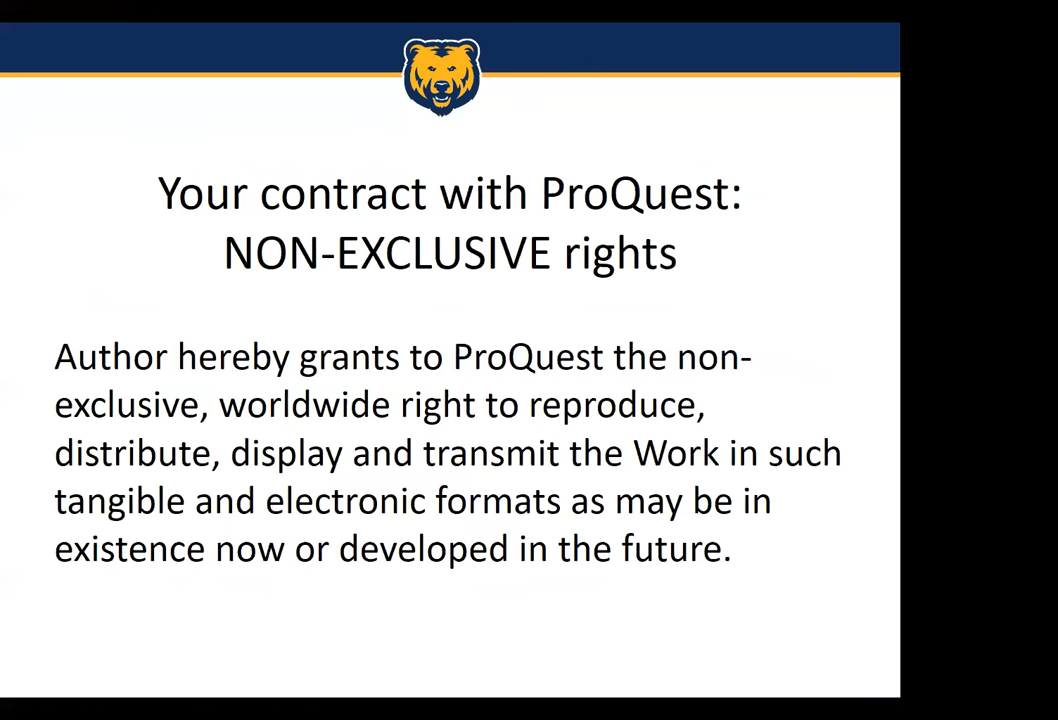 Your contract with ProQuest:
NON-EXCLUSIVE rights
Author hereby grants to ProQuest the non-
exclusive, worldwide right to reproduce,
distribute, display and transmit the Work in such
tangible and electronic formats as may be in
existence now or developed in the future.